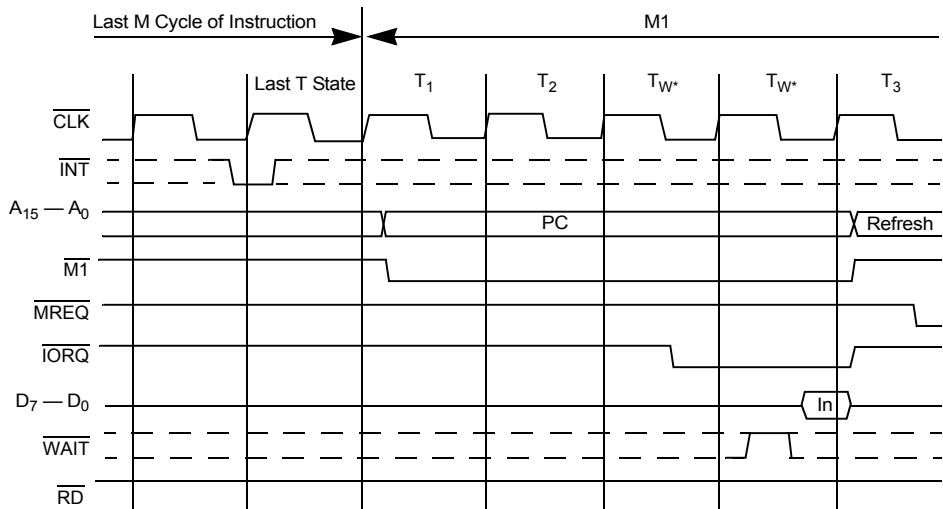 Last M Cycle of Instruction M1
Last T State T1 T2 TW* TW* T3
CLK
INT
A15 — A0 PC Refresh
M1
MREQ
IORQ
D7 — D0 In
WAIT
RD